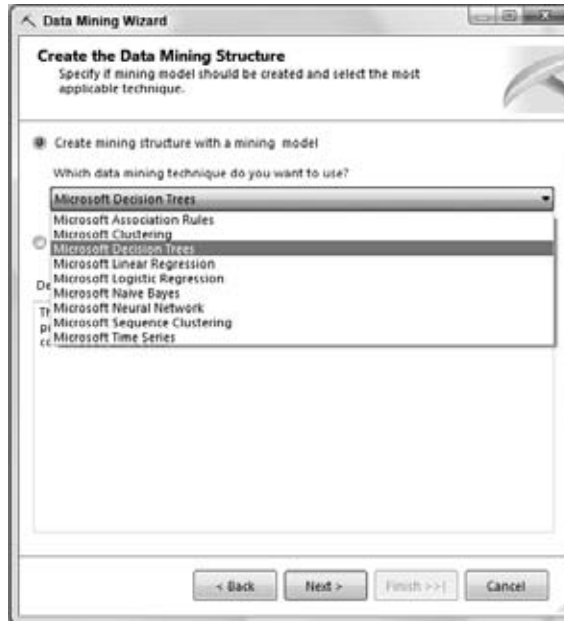 Data Mining Wizard
Create the Data Mining Structure
Specify if mining model should be created and select the most
applicable technique.
Create mining structure with a mining model
Which data mining technique do you want to use?
Microsoft Decision Trees
Microsoft Association Rules
Microsoft Clustering
Microsoft Decision Trees
Microsoft Linear Regression
Microsoft Logistic Regression
Microsoft Naive Bayes
Microsoft Neural Network
Microsoft Sequence Clustering
Microsoft Time Series
< Back
Next >
Finish >>|
Cancel